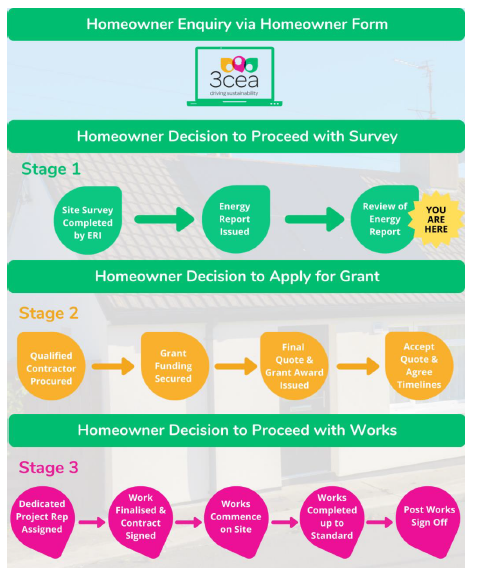 Homeowner Enquiry via Homeowner Form
3cea
driving sustainability
Homeowner Decision to Proceed with Survey
Stage 1
Site Survey
Completed
by ERI
Energy
Report
Issued
Review of
Energy
Report
YOU
ARE
HERE
Homeowner Decision to Apply for Grant
Stage 2
Qualified
Contractor
Procured
Grant
Funding
Secured
Final
Quote &
Grant Award
Issued
Accept
Quote &
Agree
Timelines
Homeowner Decision to Proceed with Works
Stage 3
Dedicated
Project Rep
Assigned
Work
Finalised &
Contract
Signed
Works
Commence
on Site
Works
Completed
up to
Standard
Post Works
Sign Off